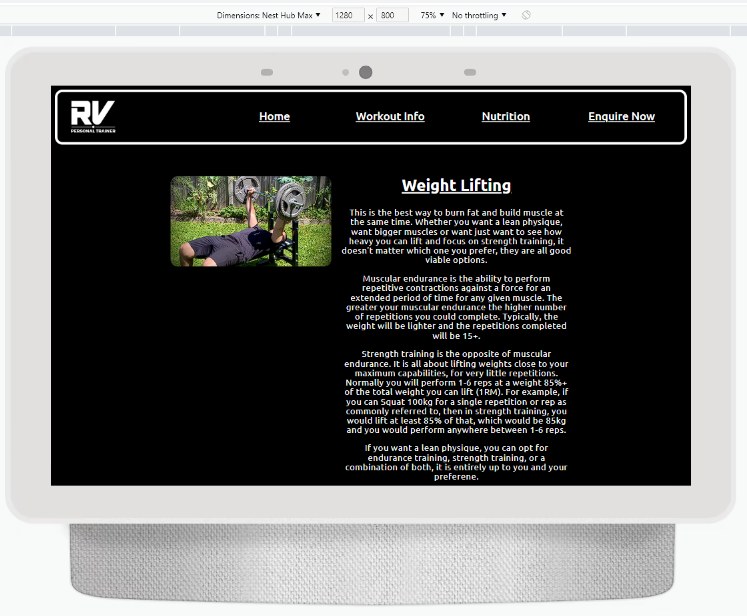 Dimensions: Nest Hub Max ▼ 1280 x 800 75% ▼ No throttling ▼
RV
PERSONAL TRAINER
Home Workout Info Nutrition Enquire Now
Weight Lifting
This is the best way to burn fat and build muscle at
the same time. Whether you want a lean physique,
want bigger muscles or want just want to see how
heavy you can lift and focus on strength training, it
doesn't matter which one you prefer, they are all good
viable options.
Muscular endurance is the ability to perform
repetitive contractions against a force for an
extended period of time for any given muscle. The
greater your muscular endurance the higher number
of repetitions you could complete. Typically, the
weight will be lighter and the repetitions completed
will be 15+.
Strength training is the opposite of muscular
endurance. It is all about lifting weights close to your
maximum capabilities, for very little repetitions.
Normally you will perform 1-6 reps at a weight 85%+
of the total weight you can lift (1RM). For example, if
you can Squat 100kg for a single repetition or rep as
commonly referred to, then in strength training, you
would lift at least 85% of that, which would be 85kg
and you would perform anywhere between 1-6 reps.
If you want a lean physique, you can opt for
endurance training, strength training, or a
combination of both, it is entirely up to you and your
preferene.